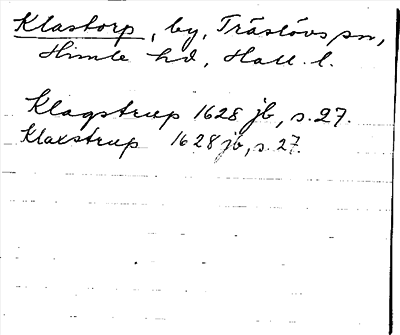 Klastorp, by, Träslövs sn,
Himle hd, Hall. l.
Klagstrup 1628 jb, s. 27.
Klaxstrup 1628 jb, s. 27.